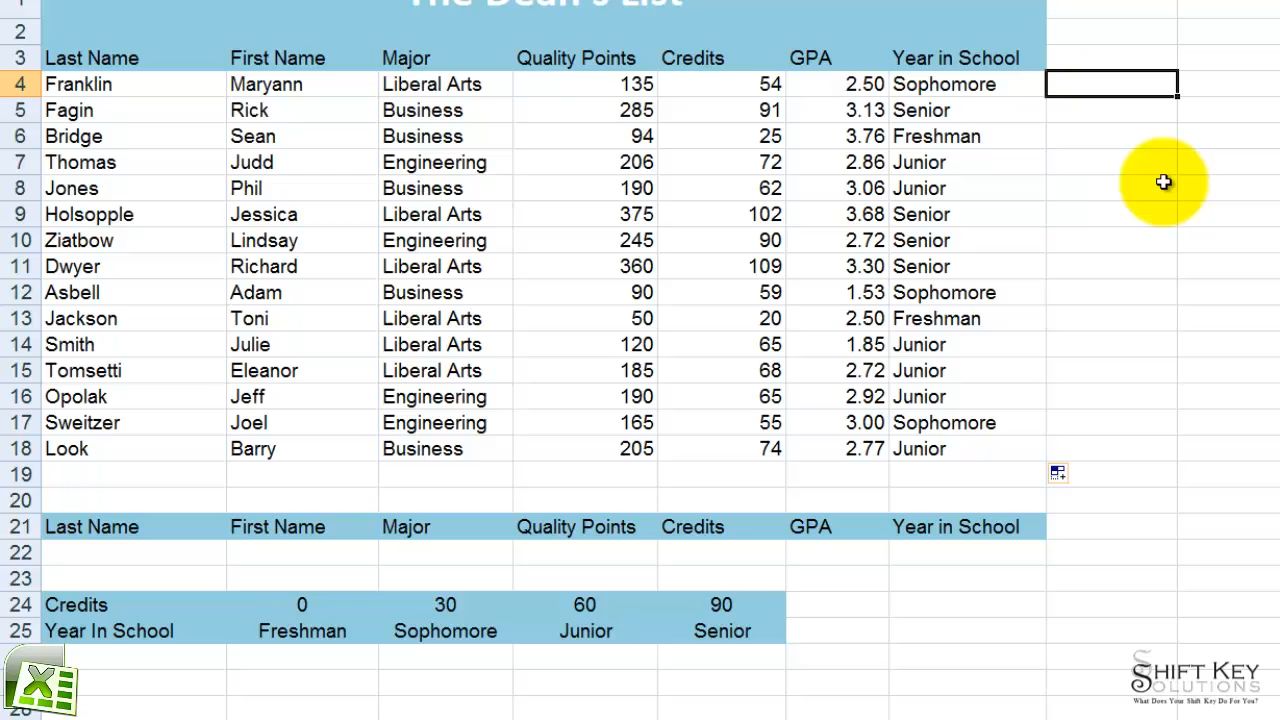 1 The Dean's List
2
3 Last Name First Name Major Quality Points Credits GPA Year in School
4 Franklin Maryann Liberal Arts 135 54 2.50 Sophomore
5 Fagin Rick Business 285 91 3.13 Senior
6 Bridge Sean Business 94 25 3.76 Freshman
7 Thomas Judd Engineering 206 72 2.86 Junior
8 Jones Phil Business 190 62 3.06 Junior
9 Holsopple Jessica Liberal Arts 375 102 3.68 Senior
10 Ziatbow Lindsay Engineering 245 90 2.72 Senior
11 Dwyer Richard Liberal Arts 360 109 3.30 Senior
12 Asbell Adam Business 90 59 1.53 Sophomore
13 Jackson Toni Liberal Arts 50 20 2.50 Freshman
14 Smith Julie Liberal Arts 120 65 1.85 Junior
15 Tomsetti Eleanor Liberal Arts 185 68 2.72 Junior
16 Opolak Jeff Engineering 190 65 2.92 Junior
17 Sweitzer Joel Engineering 165 55 3.00 Sophomore
18 Look Barry Business 205 74 2.77 Junior
19
20
21 Last Name First Name Major Quality Points Credits GPA Year in School
22
23
24 Credits 0 30 60 90
25 Year In School Freshman Sophomore Junior Senior
SHIFT KEY
SOLUTIONS
What Does Your Shift Key Do For You?